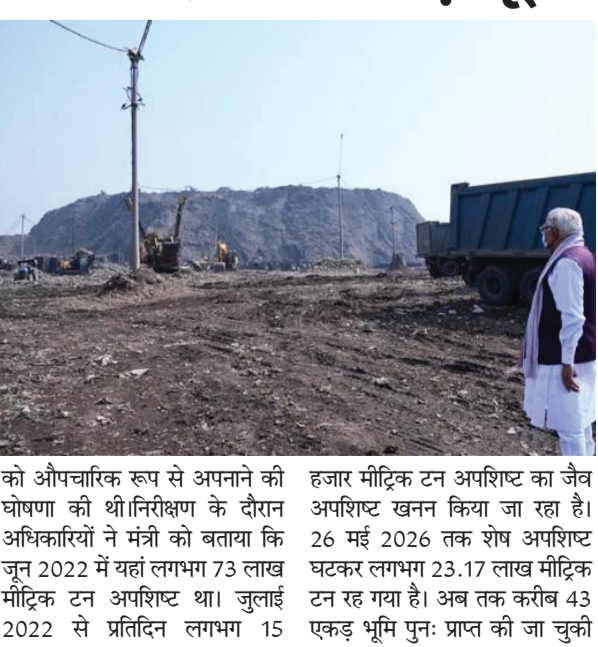 को औपचारिक रूप से अपनाने की
घोषणा की थी।निरीक्षण के दौरान
अधिकारियों ने मंत्री को बताया कि
जून 2022 में यहां लगभग 73 लाख
मीट्रिक टन अपशिष्ट था। जुलाई
2022 से प्रतिदिन लगभग 15
हजार मीट्रिक टन अपशिष्ट का जैव
अपशिष्ट खनन किया जा रहा है।
26 मई 2026 तक शेष अपशिष्ट
घटकर लगभग 23.17 लाख मीट्रिक
टन रह गया है। अब तक करीब 43
एकड़ भूमि पुनः प्राप्त की जा चुकी